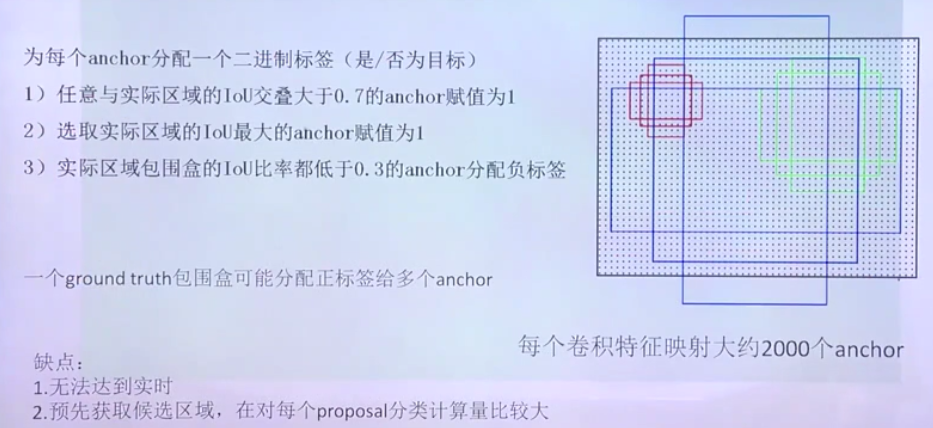 为每个anchor分配一个二进制标签（是/否为目标）
1）任意与实际区域的IoU交叠大于0.7的anchor赋值为1
2）选取实际区域的IoU最大的anchor赋值为1
3）实际区域包围盒的IoU比率都低于0.3的anchor分配负标签
一个ground truth包围盒可能分配正标签给多个anchor
每个卷积特征映射大约2000个anchor
缺点：
1.无法达到实时
2.预先获取候选区域，在对每个proposal分类计算量比较大